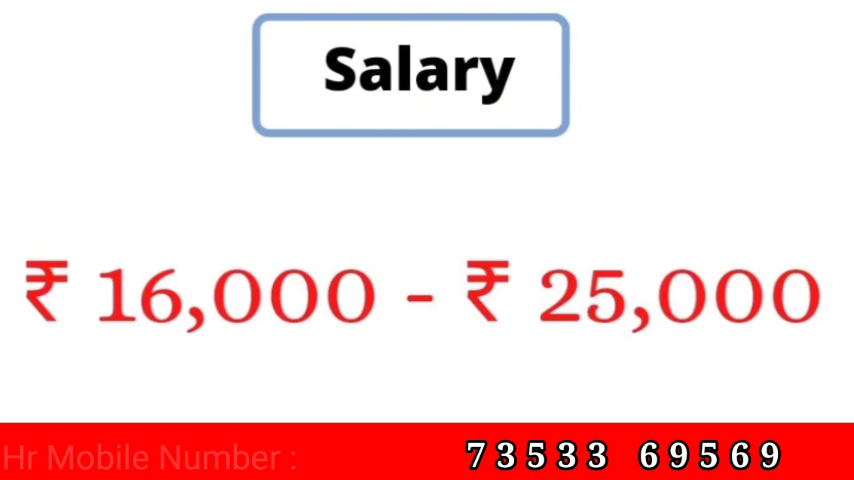 Salary
₹ 16,000 - ₹ 25,000
Hr Mobile Number : 73533 69569